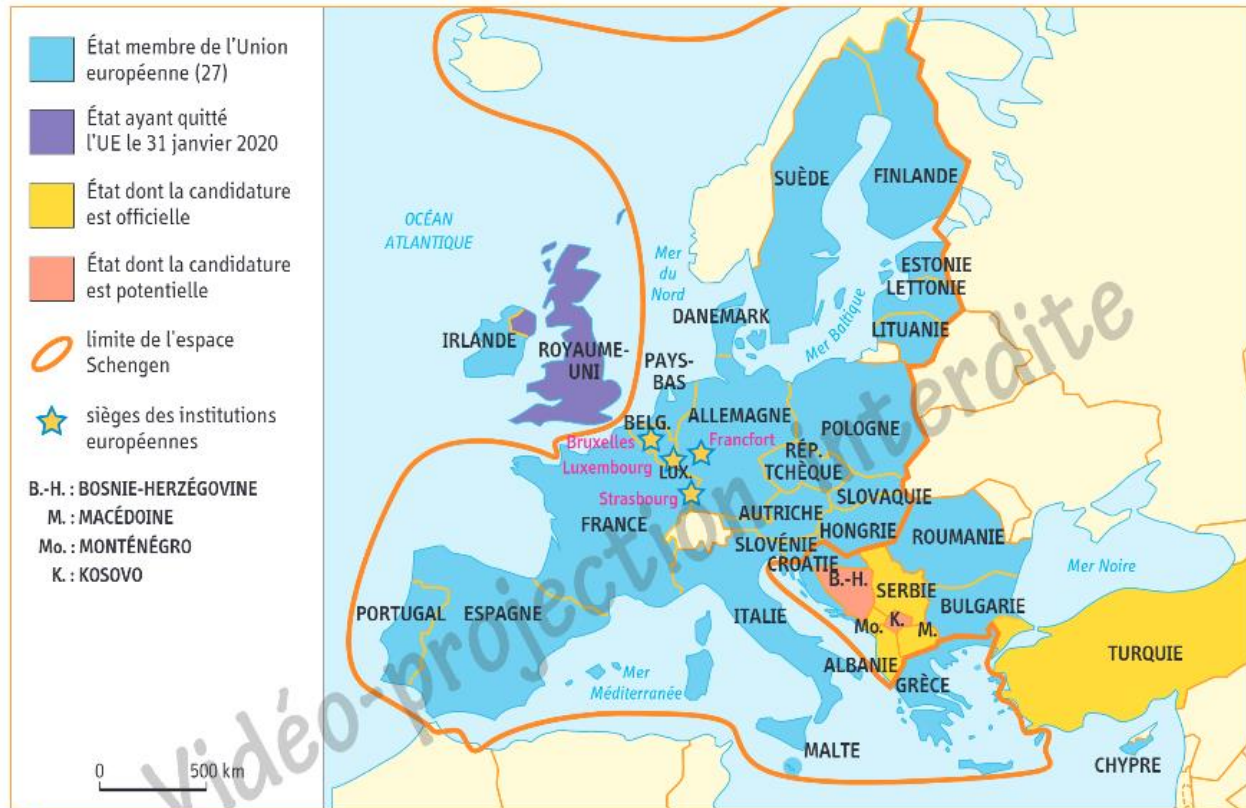 État membre de l'Union
européenne (27)
État ayant quitté
l'UE le 31 janvier 2020
État dont la candidature
est officielle
État dont la candidature
est potentielle
limite de l'espace
Schengen
sièges des institutions
européennes
B.-H. : BOSNIE-HERZÉGOVINE
M. : MACÉDOINE
Mo. : MONTÉNÉGRO
K. : KOSOVO
0 500 km
OCÉAN
ATLANTIQUE
SUÈDE
FINLANDE
Mer
du
Nord
ESTONIE
LETTONIE
LITUANIE
DANEMARK
Mer Baltique
IRLANDE
ROYAUME-
UNI
PAYS-
BAS
BELG.
ALLEMAGNE
POLOGNE
Bruxelles
Francfort
Luxembourg
LUX.
RÉP.
TCHÈQUE
Strasbourg
SLOVAQUIE
FRANCE
AUTRICHE
HONGRIE
ROUMANIE
SLOVÉNIE
CROATIE
B.-H.
SERBIE
Mer Noire
PORTUGAL
ESPAGNE
ITALIE
BULGARIE
Mo.
K.
M.
TURQUIE
ALBANIE
GRÈCE
Mer
Méditerranée
MALTE
CHYPRE
Vidéo-projection interdite